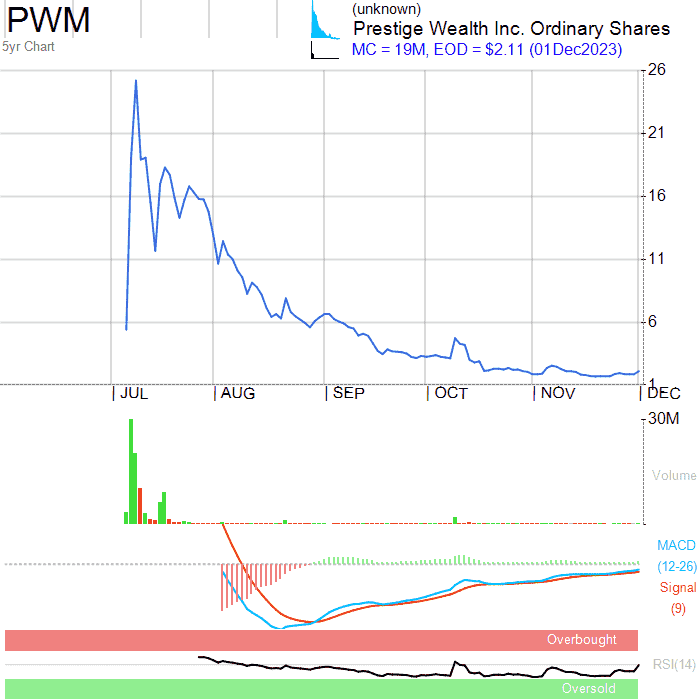 PWM
5yr Chart
(unknown)
Prestige Wealth Inc. Ordinary Shares
MC = 19M, EOD = $2.11 (01Dec2023)
26
21
16
11
6
1
JUL AUG SEP OCT NOV DEC
30M
Volume
MACD
(12-26)
Signal
(9)
Overbought
RSI(14)
Oversold